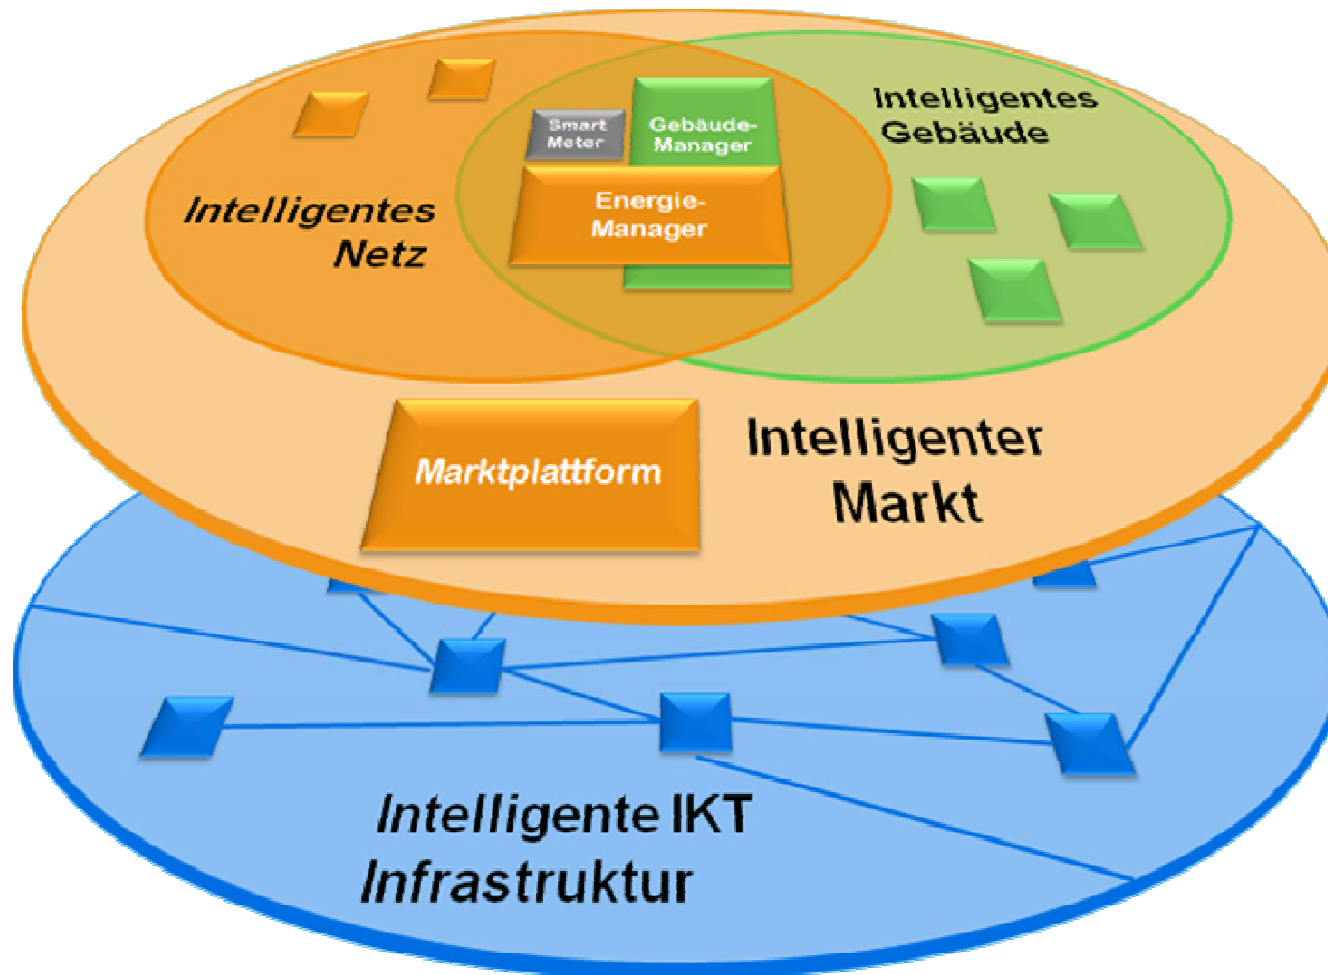 Intelligentes
Gebäude
Smart
Meter
Gebäude-
Manager
Energie-
Manager
Intelligentes
Netz
Marktplattform
Intelligenter
Markt
Intelligente IKT
Infrastruktur